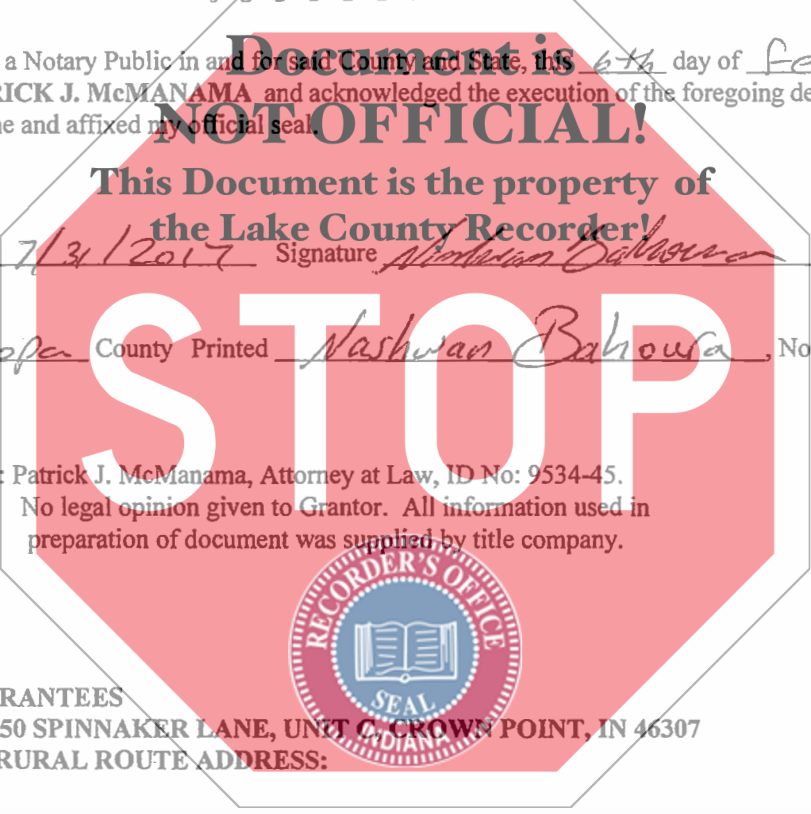 Document is
a Notary Public in and for said County and State, this 6th day of
RICK J. McMANAMA and acknowledged the execution of the foregoing de
NOT OFFICIAL!
ne and affixed my official seal.
This Document is the property of
the Lake County Recorder!
7/31/2017 Signature Nashwan Bahoura
STOP
opa County Printed Nashwan Bahoura, No
: Patrick J. McManama, Attorney at Law, ID No: 9534-45.
No legal opinion given to Grantor. All information used in
preparation of document was supplied by title company.
RECORDER'S OFFICE
SEAL
INDIANA
RANTEES
50 SPINNAKER LANE, UNIT C, CROWN POINT, IN 46307
RURAL ROUTE ADDRESS: